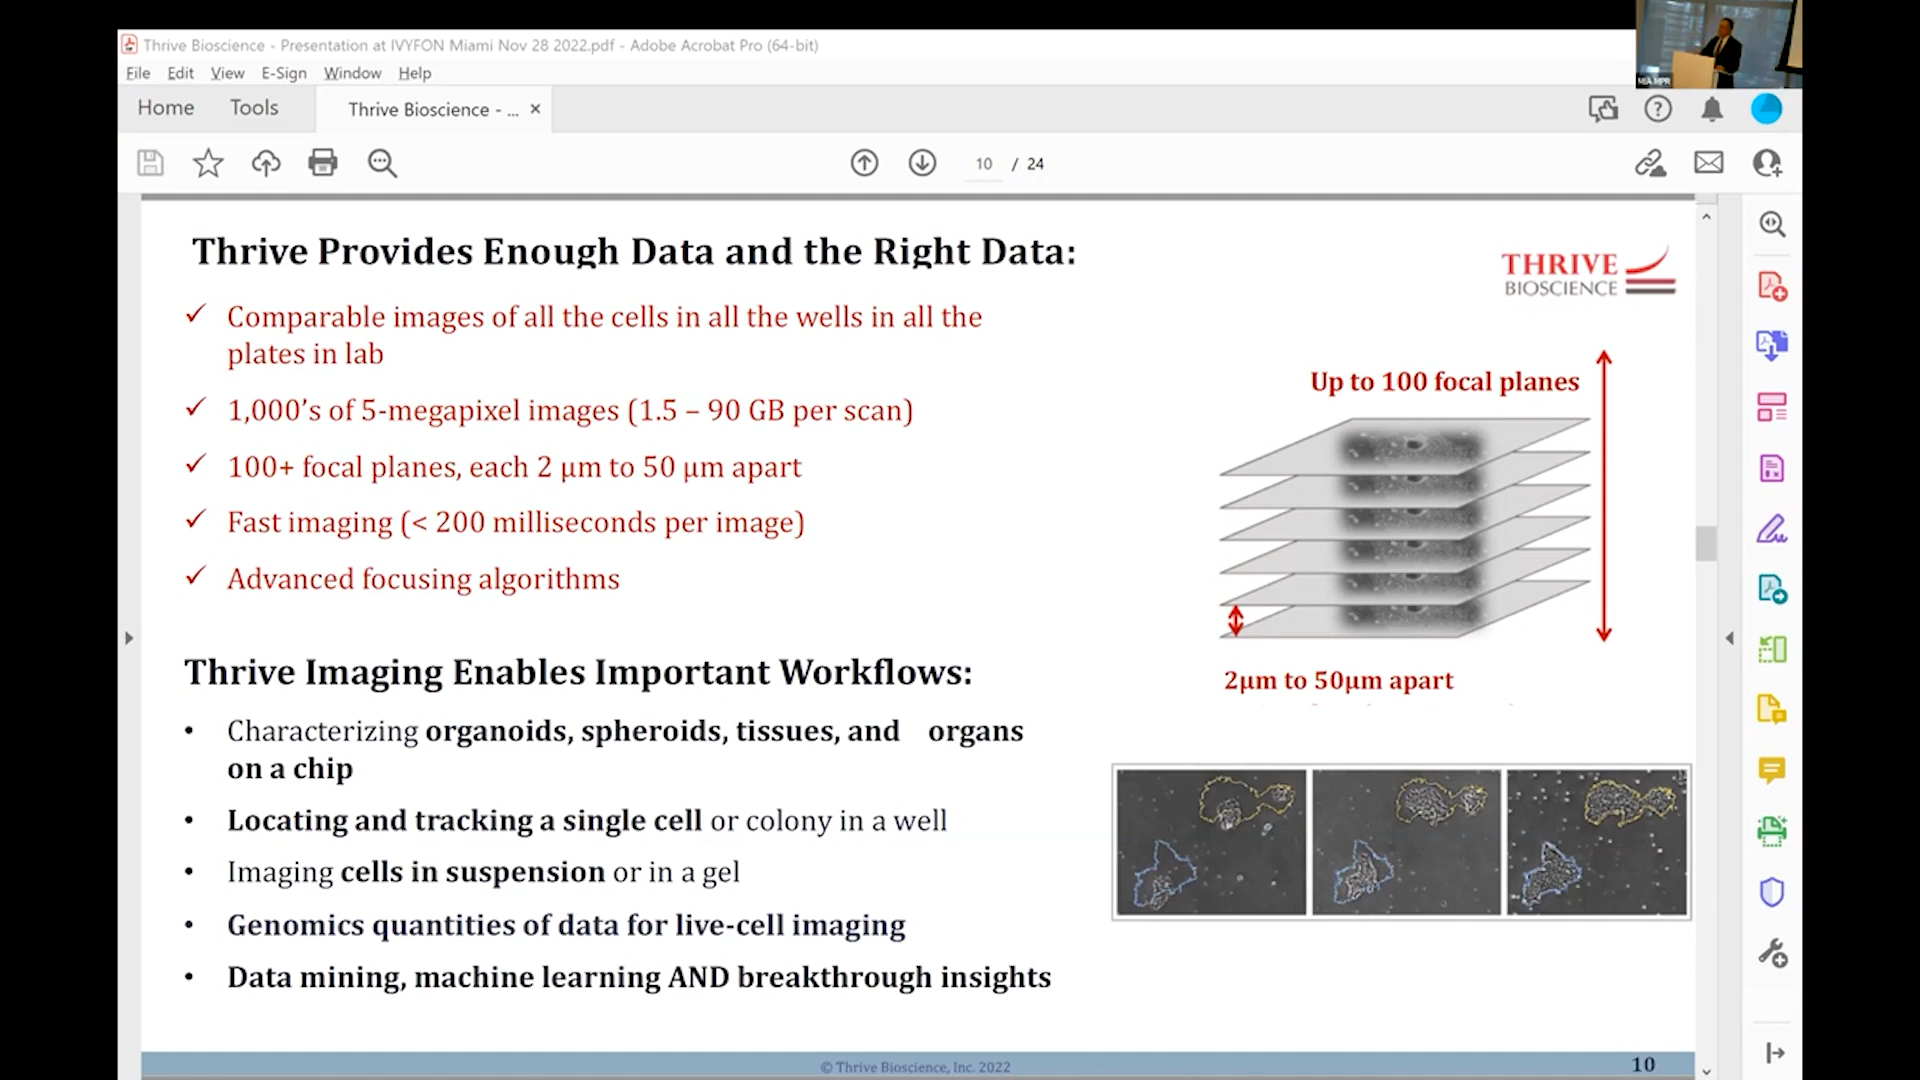 Thrive Bioscience - Presentation at IVYFON Miami Nov 28 2022.pdf - Adobe Acrobat Pro (64-bit)
MIA MPR
File Edit View E-Sign Window Help
Home Tools Thrive Bioscience - ... ×
10 / 24
Thrive Provides Enough Data and the Right Data:
THRIVE
BIOSCIENCE
✓ Comparable images of all the cells in all the wells in all the
plates in lab
✓ 1,000’s of 5-megapixel images (1.5 – 90 GB per scan)
✓ 100+ focal planes, each 2 µm to 50 µm apart
✓ Fast imaging (< 200 milliseconds per image)
✓ Advanced focusing algorithms
Up to 100 focal planes
2µm to 50µm apart
Thrive Imaging Enables Important Workflows:
• Characterizing organoids, spheroids, tissues, and organs
on a chip
• Locating and tracking a single cell or colony in a well
• Imaging cells in suspension or in a gel
• Genomics quantities of data for live-cell imaging
• Data mining, machine learning AND breakthrough insights
© Thrive Bioscience, Inc. 2022
10